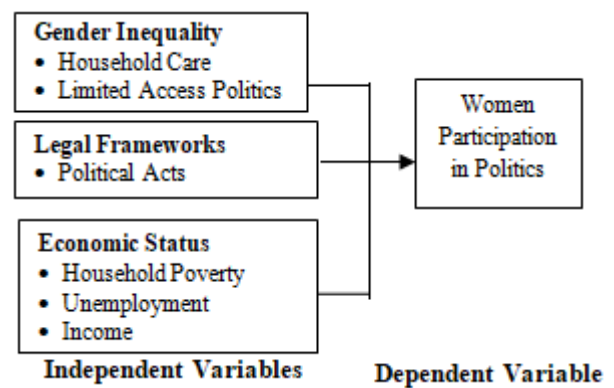 Gender Inequality
• Household Care
• Limited Access Politics
Legal Frameworks
• Political Acts
Economic Status
• Household Poverty
• Unemployment
• Income
Independent Variables
Women
Participation
in Politics
Dependent Variable